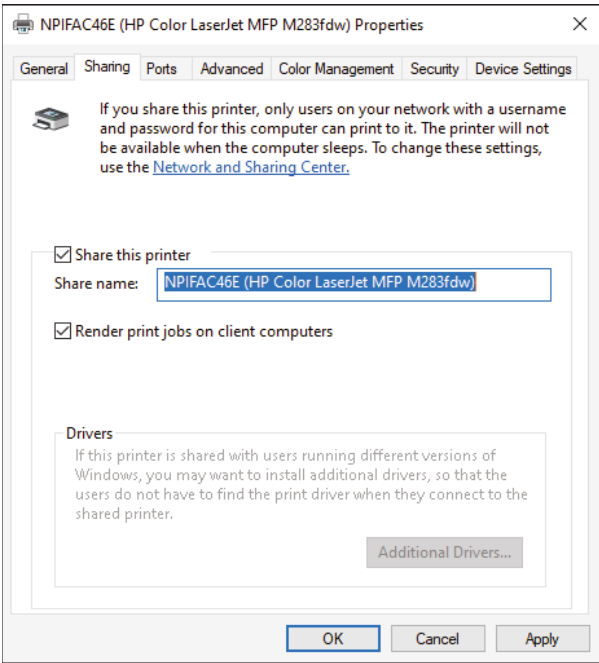 NPIFAC46E (HP Color LaserJet MFP M283fdw) Properties
General Sharing Ports Advanced Color Management Security Device Settings
If you share this printer, only users on your network with a username
and password for this computer can print to it. The printer will not
be available when the computer sleeps. To change these settings,
use the Network and Sharing Center.
Share this printer
Share name: NPIFAC46E (HP Color LaserJet MFP M283fdw)
Render print jobs on client computers
Drivers
If this printer is shared with users running different versions of
Windows, you may want to install additional drivers, so that the
users do not have to find the print driver when they connect to the
shared printer.
Additional Drivers...
OK Cancel Apply